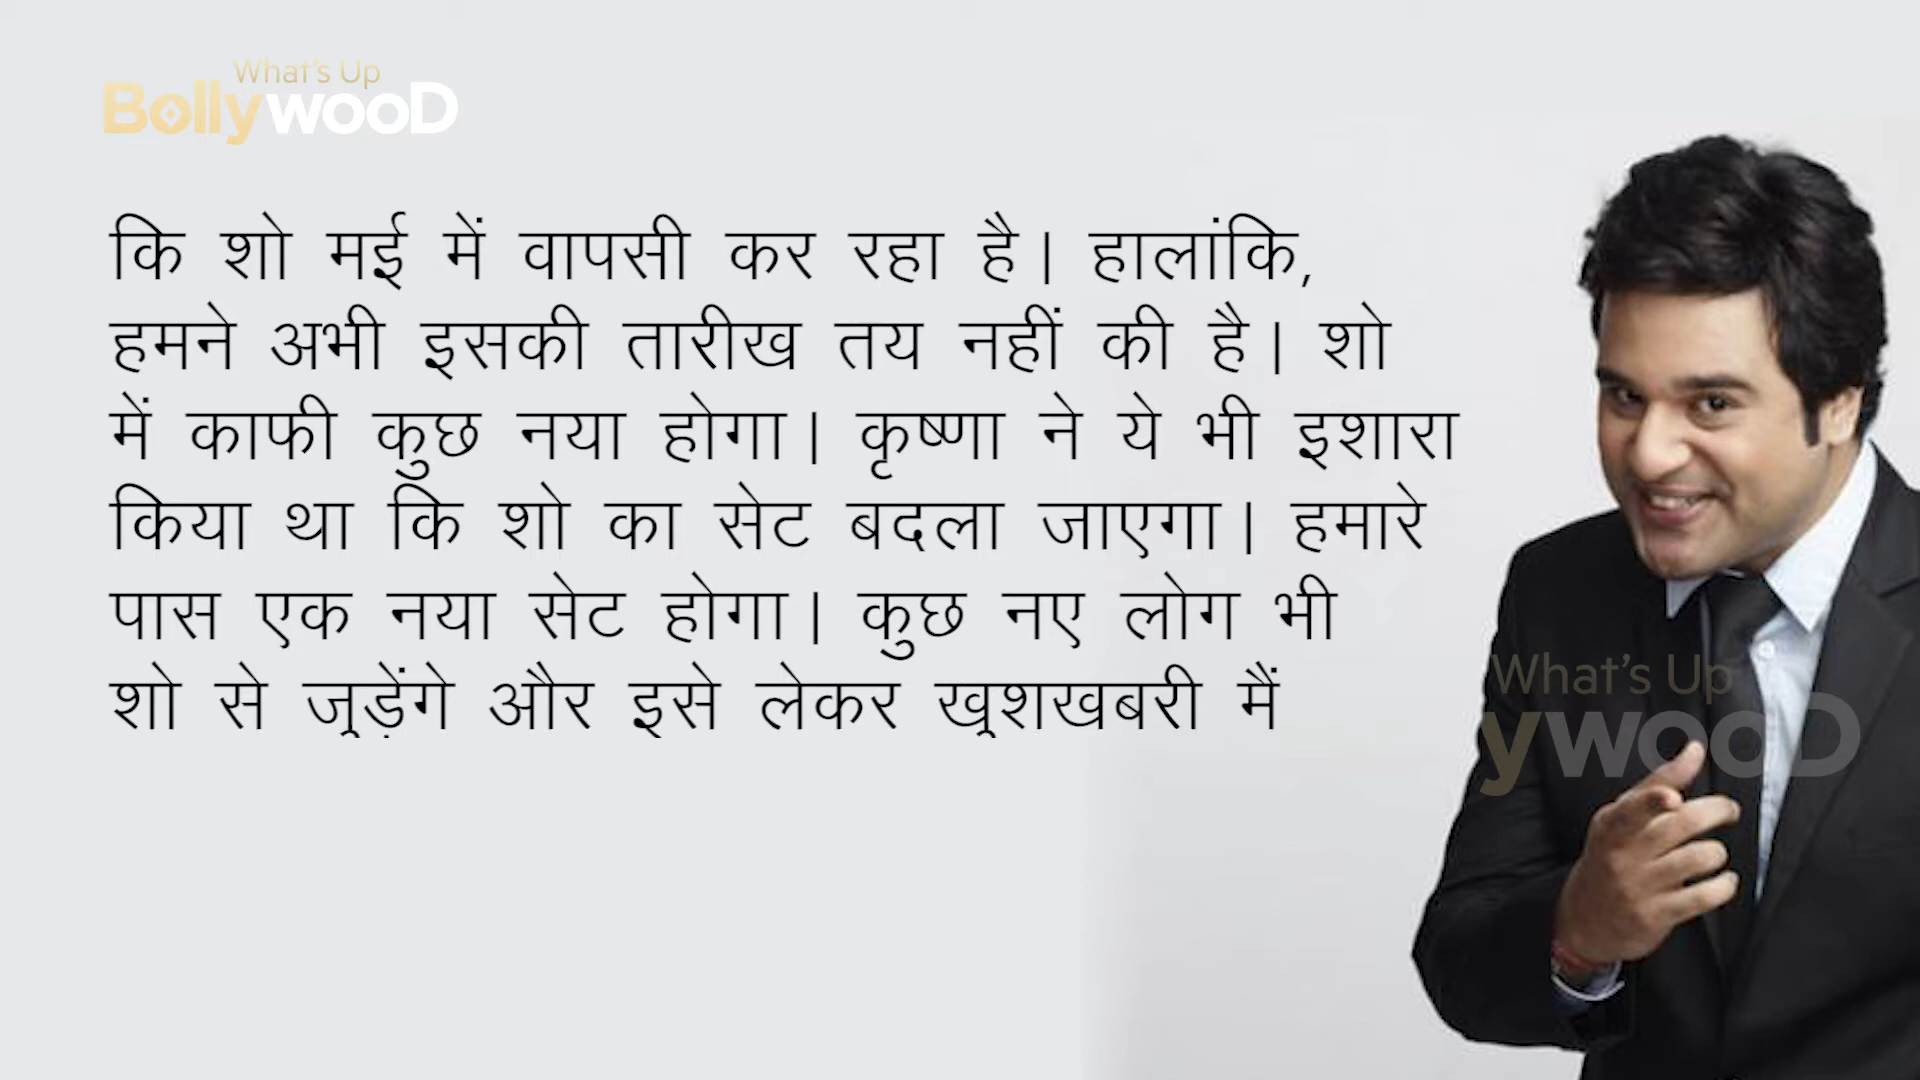 What's Up
BollywooD
कि शो मई में वापसी कर रहा है। हालांकि,
हमने अभी इसकी तारीख तय नहीं की है। शो
में काफी कुछ नया होगा। कृष्णा ने ये भी इशारा
किया था कि शो का सेट बदला जाएगा। हमारे
पास एक नया सेट होगा। कुछ नए लोग भी
शो से जुड़ेंगे और इसे लेकर खुशखबरी मैं
What's Up
ywooD